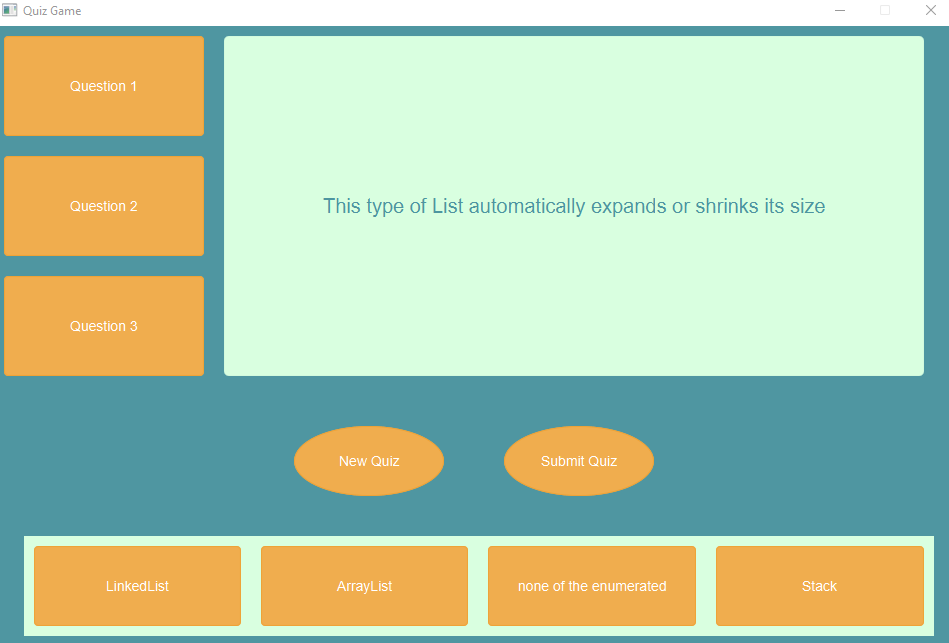 Quiz Game
Question 1
Question 2
Question 3
This type of List automatically expands or shrinks its size
New Quiz
Submit Quiz
LinkedList
ArrayList
none of the enumerated
Stack